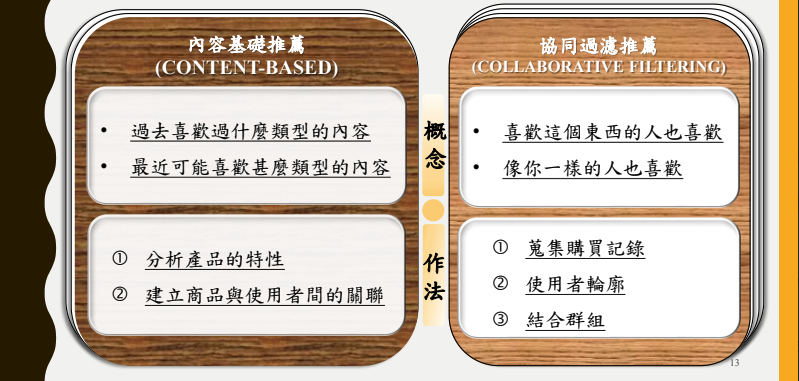 內容基礎推薦
(CONTENT-BASED)
• 過去喜歡過什麼類型的內容
• 最近可能喜歡甚麼類型的內容
① 分析產品的特性
② 建立商品與使用者間的關聯
概念
作法
協同過濾推薦
(COLLABORATIVE FILTERING)
• 喜歡這個東西的人也喜歡
• 像你一樣的人也喜歡
① 蒐集購買記錄
② 使用者輪廓
③ 結合群組
13